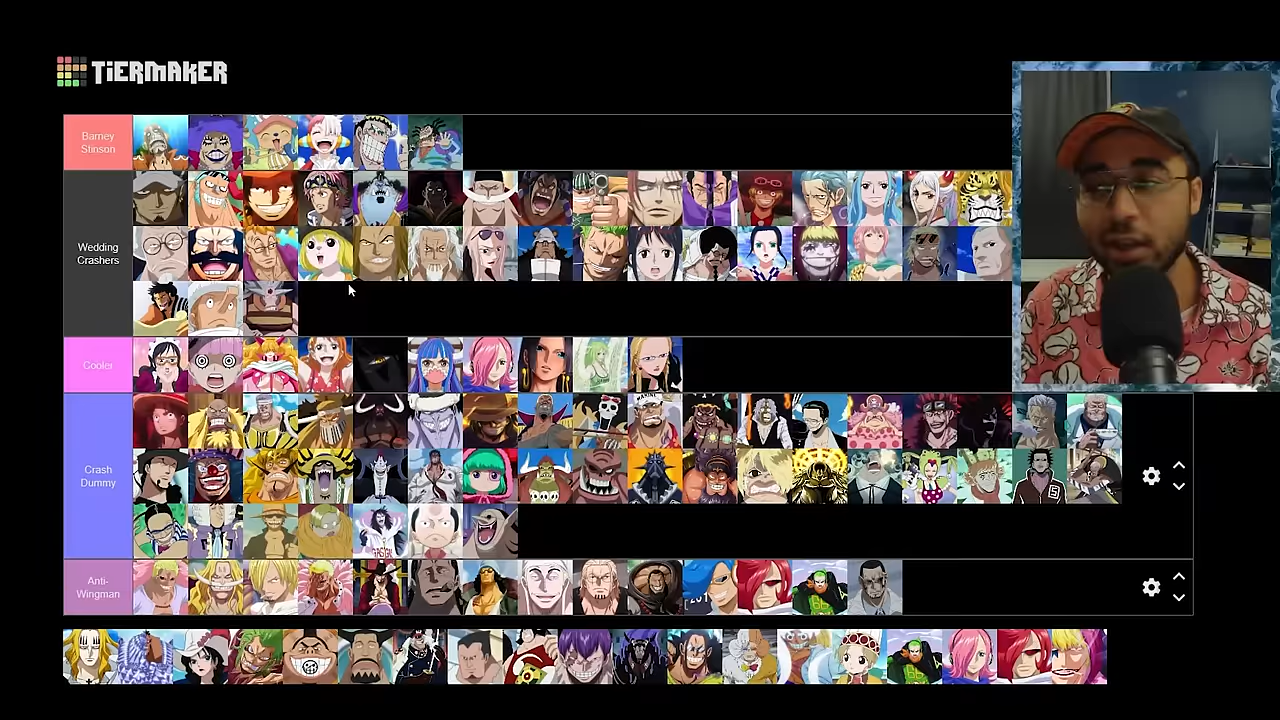 TiERMAKER
Barney
Stinson
Wedding
Crashers
Cooler
Crash
Dummy
Anti-
Wingman